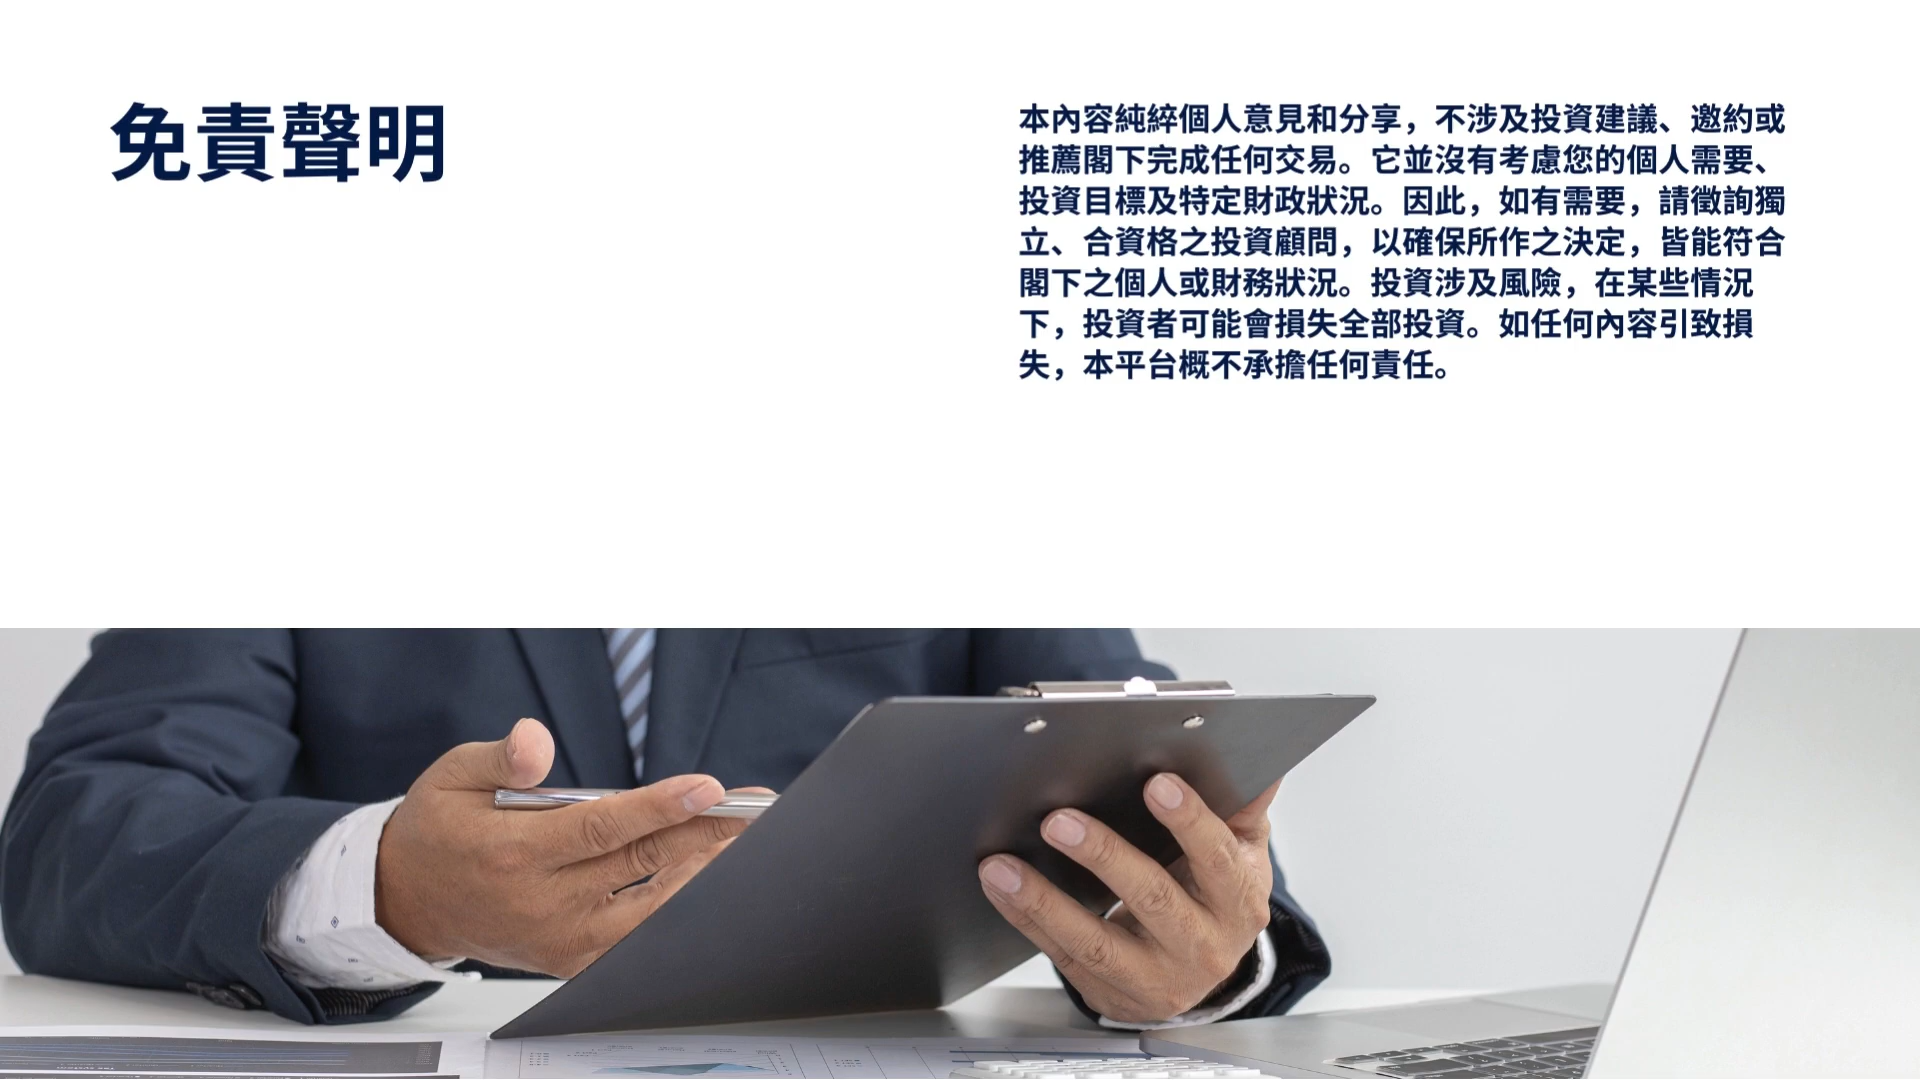 免責聲明
本內容純綷個人意見和分享，不涉及投資建議、邀約或
推薦閣下完成任何交易。它並沒有考慮您的個人需要、
投資目標及特定財政狀況。因此，如有需要，請徵詢獨
立、合資格之投資顧問，以確保所作之決定，皆能符合
閣下之個人或財務狀況。投資涉及風險，在某些情況
下，投資者可能會損失全部投資。如任何內容引致損
失，本平台概不承擔任何責任。